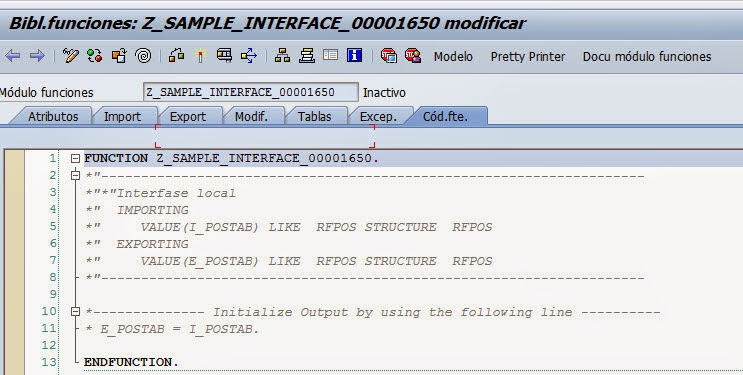 Bibl.funciones: Z_SAMPLE_INTERFACE_00001650 modificar
Modelo Pretty Printer Docu módulo funciones
Módulo funciones Z_SAMPLE_INTERFACE_00001650 Inactivo
Atributos Import Export Modif. Tablas Excep. Cód.fte.
1 FUNCTION Z_SAMPLE_INTERFACE_00001650.
2 *"----------------------------------------------------------------------
3 *"*"Interfase local
4 *"  IMPORTING
5 *"     VALUE(I_POSTAB) LIKE  RFPOS STRUCTURE  RFPOS
6 *"  EXPORTING
7 *"     VALUE(E_POSTAB) LIKE  RFPOS STRUCTURE  RFPOS
8 *"----------------------------------------------------------------------
9
10 *-------------- Initialize Output by using the following line ----------
11 * E_POSTAB = I_POSTAB.
12
13 ENDFUNCTION.